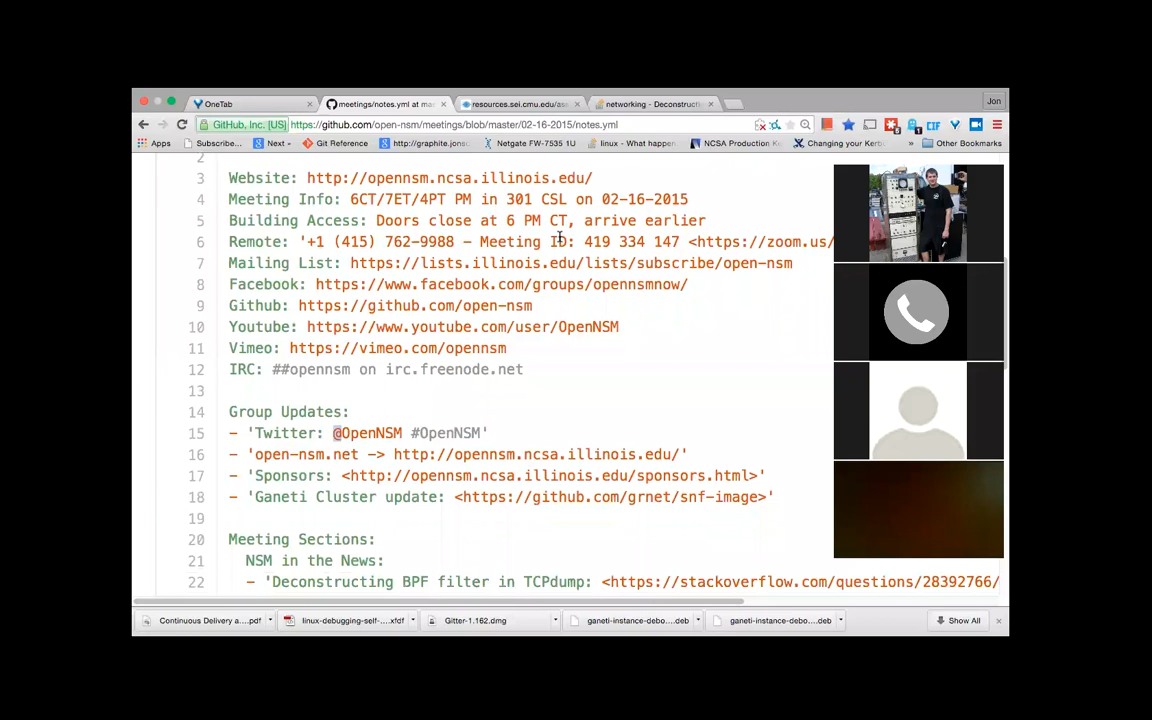 OneTab
meetings/notes.yml at ma
resources.sei.cmu.edu/as
networking - Deconstructi
Jon
GitHub, Inc. [US] https://github.com/open-nsm/meetings/blob/master/02-16-2015/notes.yml
Apps Subscribe... Next Git Reference http://graphite.jons Netgate FW-7535 1U linux - What happen NCSA Production K Changing your Kerb » Other Bookmarks
2
3 Website: http://opennsm.ncsa.illinois.edu/
4 Meeting Info: 6CT/7ET/4PT PM in 301 CSL on 02-16-2015
5 Building Access: Doors close at 6 PM CT, arrive earlier
6 Remote: '+1 (415) 762-9988 - Meeting ID: 419 334 147 <https://zoom.us/
7 Mailing List: https://lists.illinois.edu/lists/subscribe/open-nsm
8 Facebook: https://www.facebook.com/groups/opennsmnow/
9 Github: https://github.com/open-nsm
10 Youtube: https://www.youtube.com/user/OpenNSM
11 Vimeo: https://vimeo.com/opennsm
12 IRC: ##opennsm on irc.freenode.net
13
14 Group Updates:
15 - 'Twitter: @OpenNSM #OpenNSM'
16 - 'open-nsm.net -> http://opennsm.ncsa.illinois.edu/'
17 - 'Sponsors: <http://opennsm.ncsa.illinois.edu/sponsors.html>'
18 - 'Ganeti Cluster update: <https://github.com/grnet/snf-image>'
19
20 Meeting Sections:
21 NSM in the News:
22 - 'Deconstructing BPF filter in TCPdump: <https://stackoverflow.com/questions/28392766/
Continuous Delivery a....pdf linux-debugging-self-....xfdf Gitter-1.162.dmg ganeti-instance-debo....deb ganeti-instance-debo....deb Show All